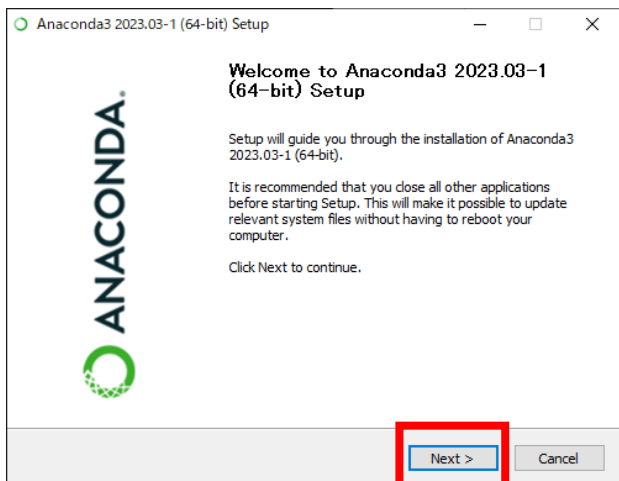 Anaconda3 2023.03-1 (64-bit) Setup
Welcome to Anaconda3 2023.03-1
(64-bit) Setup
Setup will guide you through the installation of Anaconda3
2023.03-1 (64-bit).
It is recommended that you close all other applications
before starting Setup. This will make it possible to update
relevant system files without having to reboot your
computer.
Click Next to continue.
ANACONDA.
Next >
Cancel